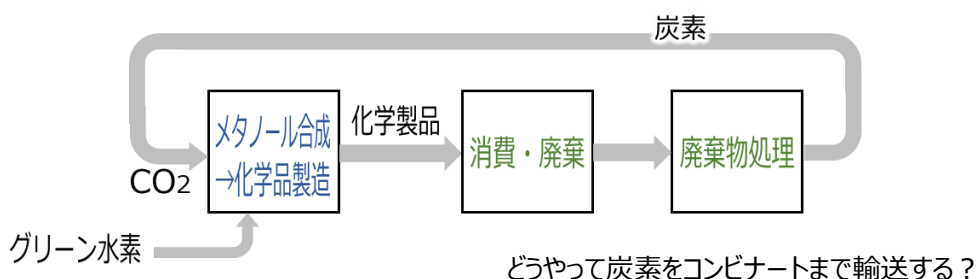 炭素
メタノール合成
→化学品製造
化学製品
消費・廃棄
廃棄物処理
CO2
グリーン水素
どうやって炭素をコンビナートまで輸送する？